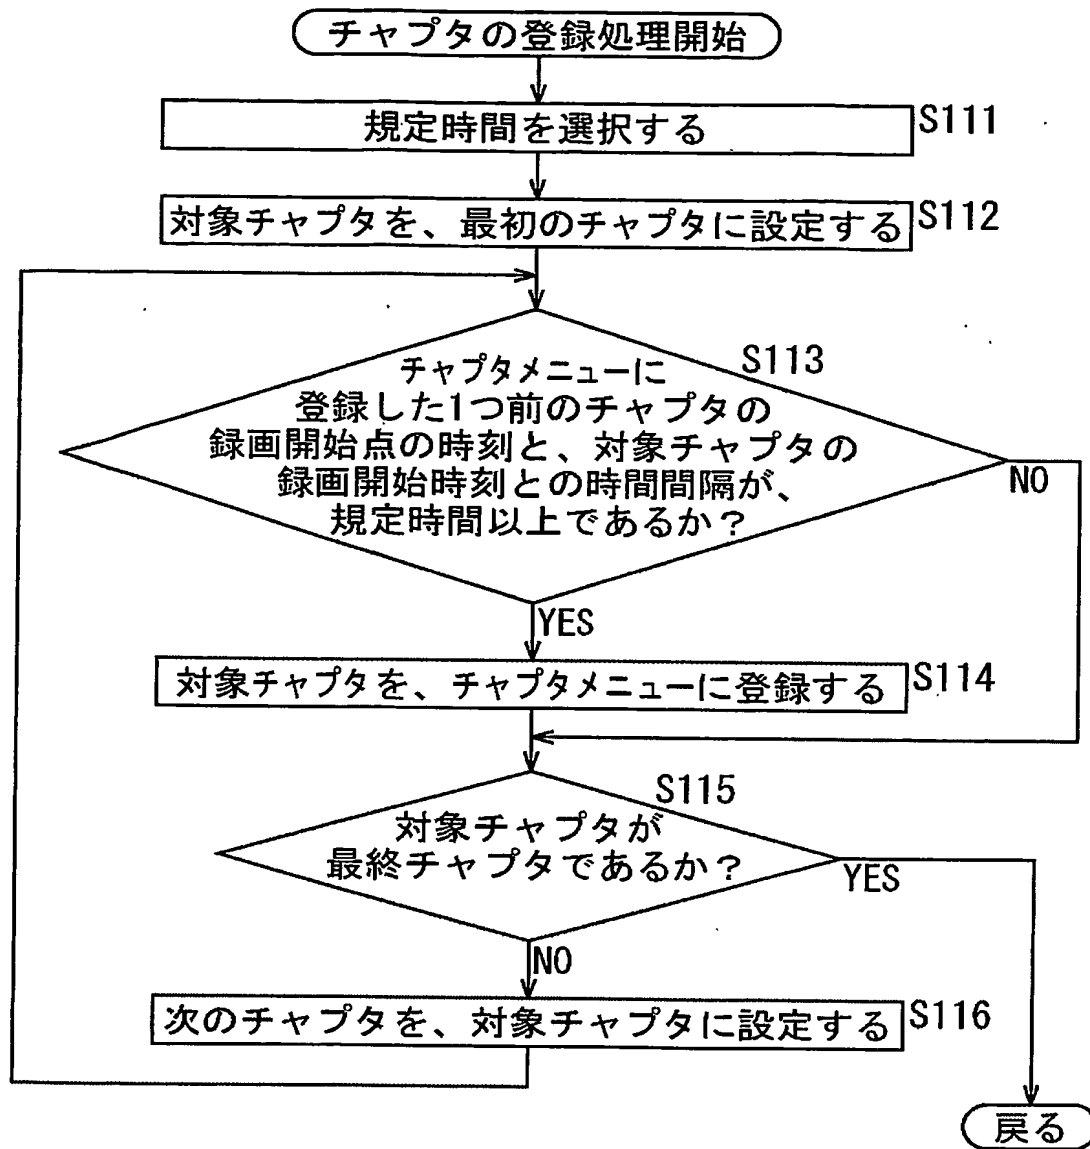 チャプタの登録処理開始
規定時間を選択する
S111
対象チャプタを、最初のチャプタに設定する
S112
S113
チャプタメニューに
登録した1つ前のチャプタの
録画開始点の時刻と、対象チャプタの
録画開始時刻との時間間隔が、
規定時間以上であるか？
NO
YES
対象チャプタを、チャプタメニューに登録する
S114
S115
対象チャプタが
最終チャプタであるか？
YES
NO
次のチャプタを、対象チャプタに設定する
S116
戻る